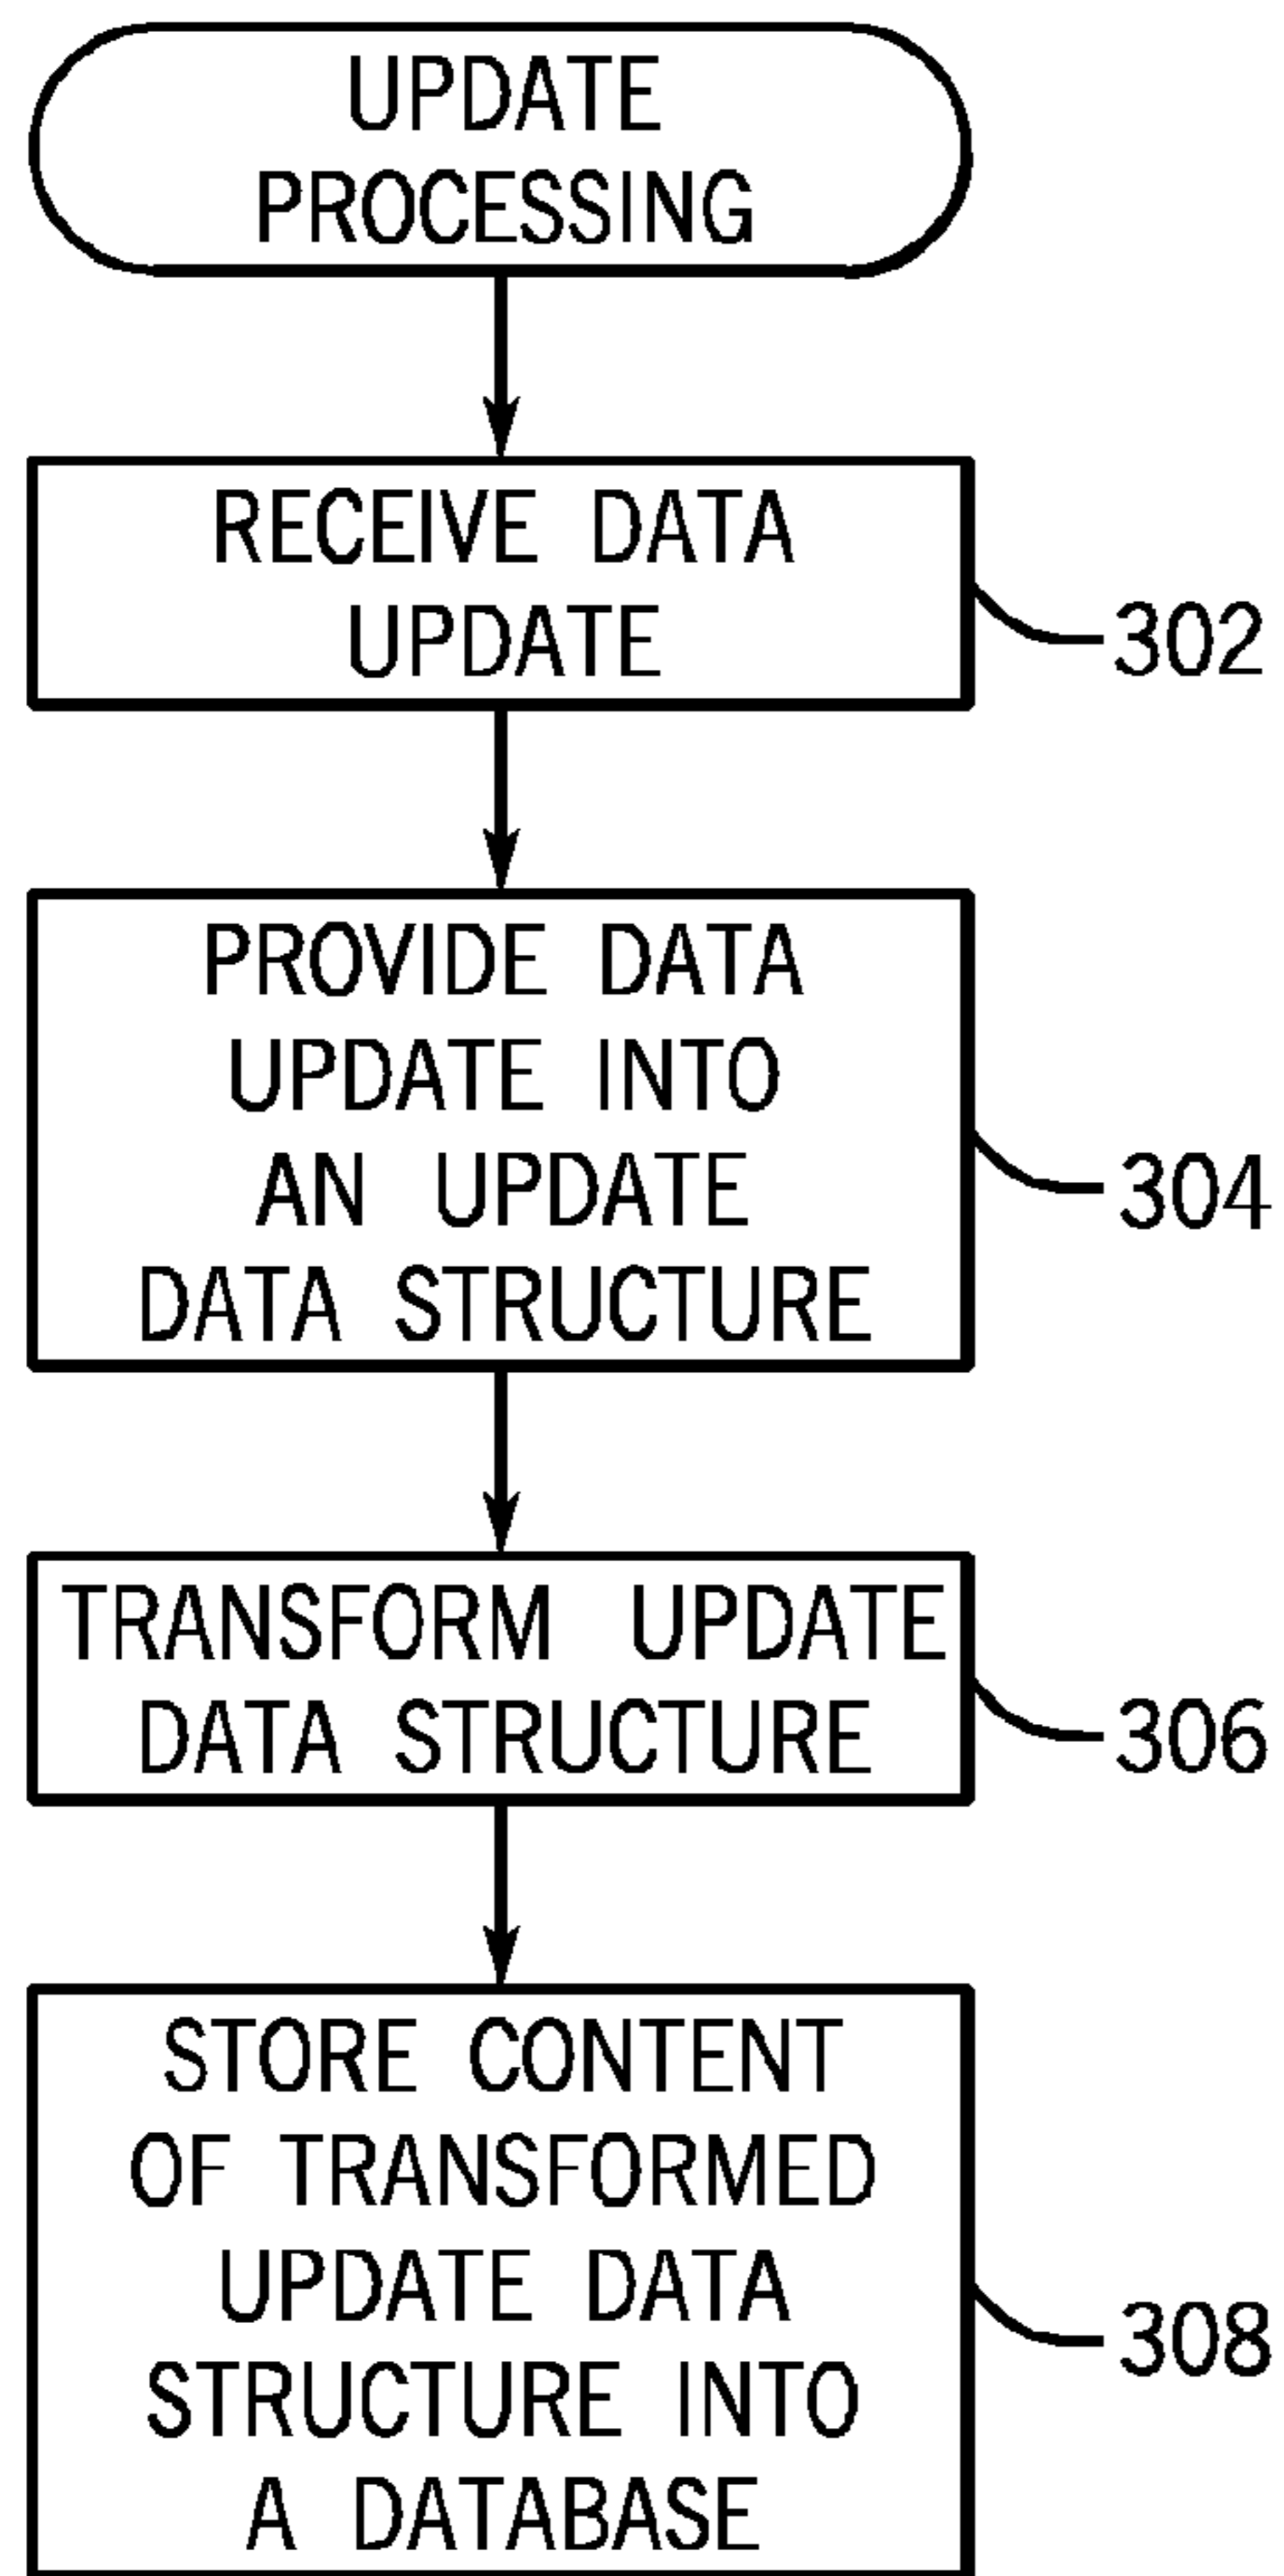 UPDATE
PROCESSING
RECEIVE DATA
UPDATE
302
PROVIDE DATA
UPDATE INTO
AN UPDATE
DATA STRUCTURE
304
TRANSFORM UPDATE
DATA STRUCTURE
306
STORE CONTENT
OF TRANSFORMED
UPDATE DATA
STRUCTURE INTO
A DATABASE
308